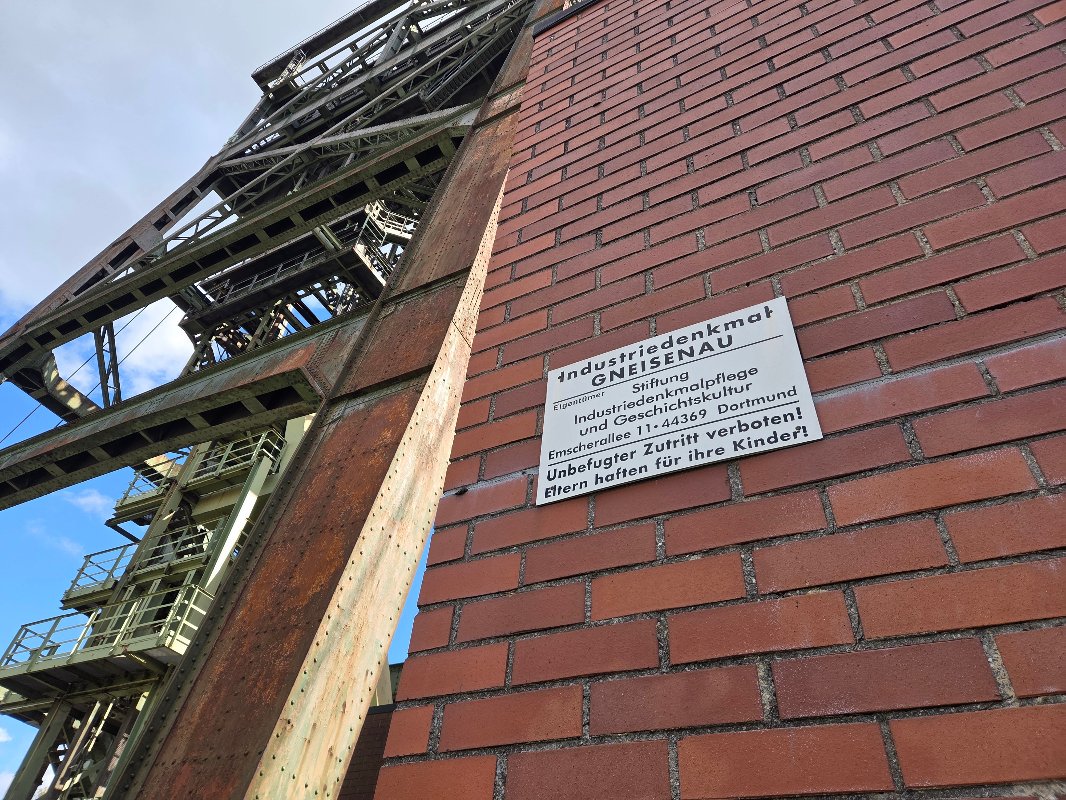 Industriedenkmal
GNEISENAU
Eigentümer Stiftung
Industriedenkmalpflege
und Geschichtskultur
Emscherallee 11 • 44369 Dortmund
Unbefugter Zutritt verboten!
Eltern haften für ihre Kinder!